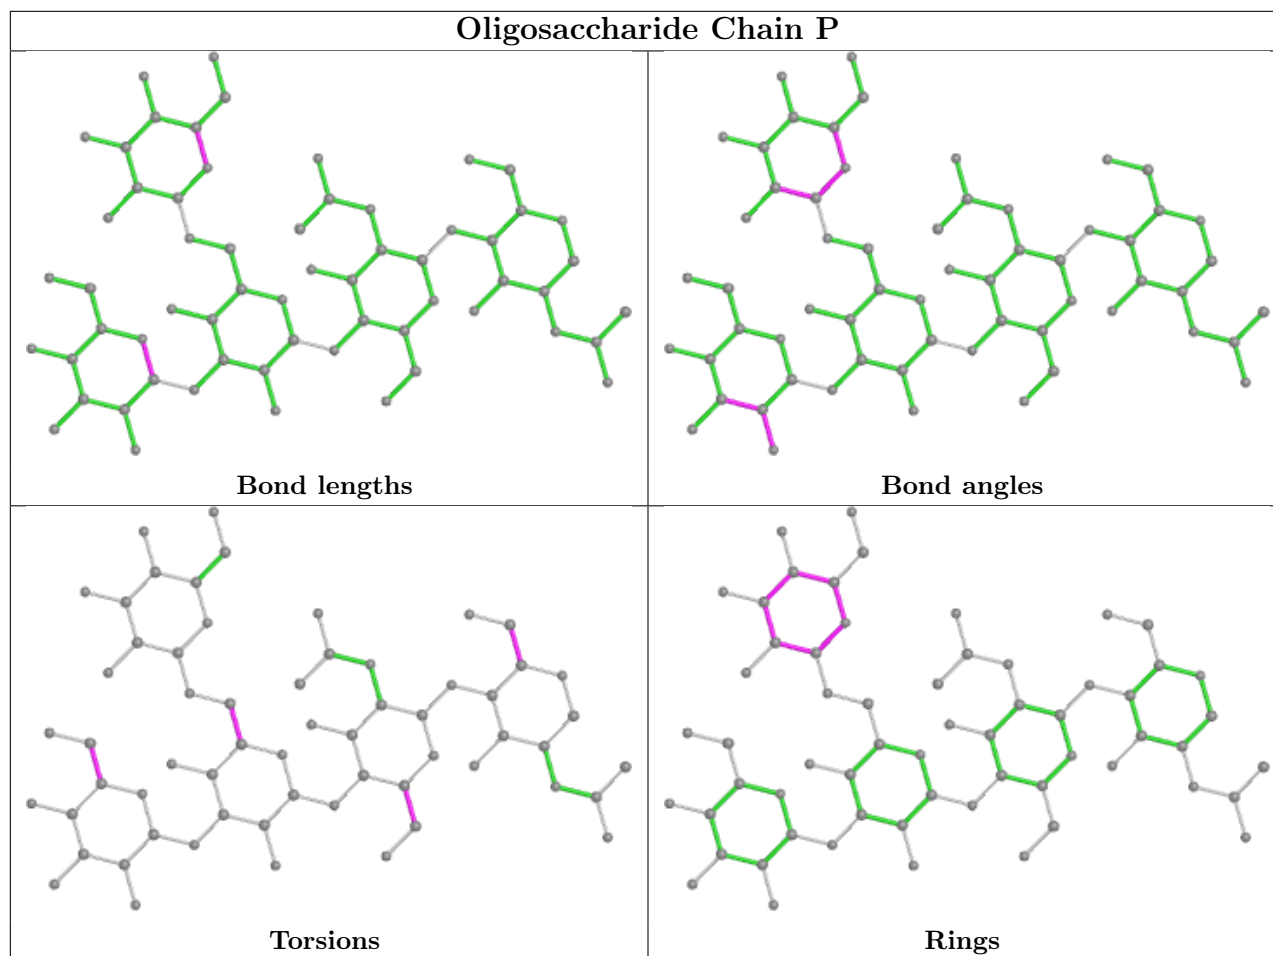 Oligosaccharide Chain P
Bond lengths
Bond angles
Torsions
Rings